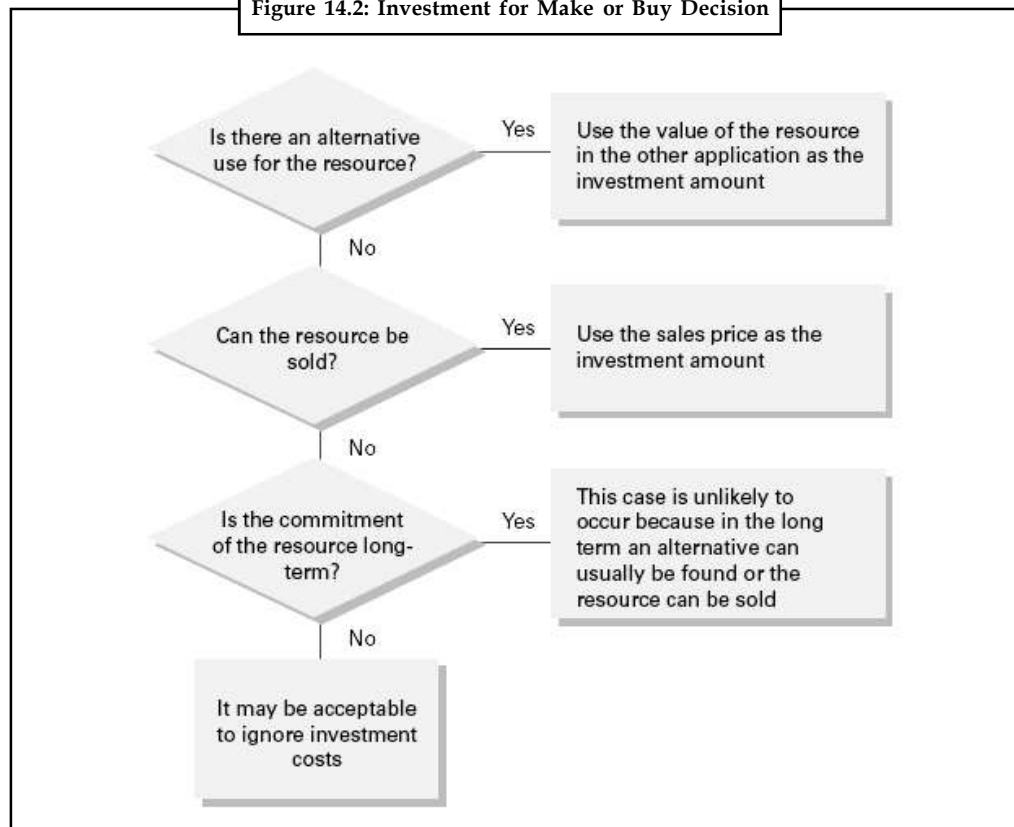 Figure 14.2: Investment for Make or Buy Decision
Is there an alternative
use for the resource?
Yes
Use the value of the resource
in the other application as the
investment amount
No
Can the resource be
sold?
Yes
Use the sales price as the
investment amount
No
Is the commitment
of the resource long-
term?
Yes
This case is unlikely to
occur because in the long
term an alternative can
usually be found or the
resource can be sold
No
It may be acceptable
to ignore investment
costs